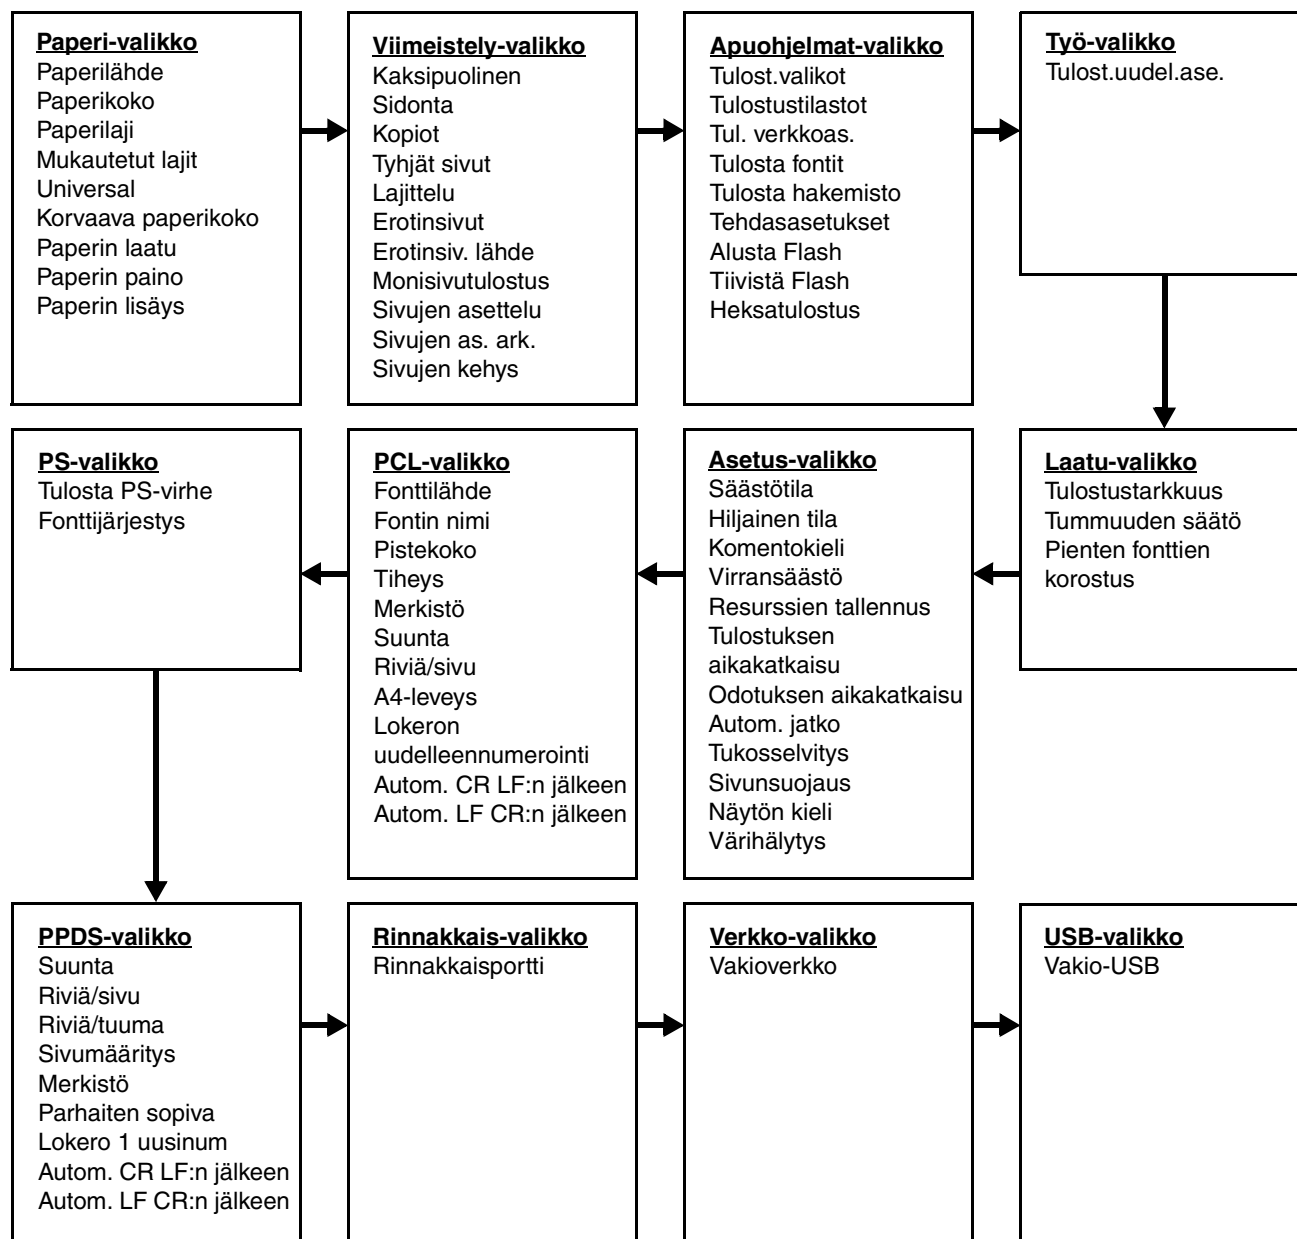 Paperi-valikko
Paperilähde
Paperikoko
Paperilaji
Mukautetut lajit
Universal
Korvaava paperikoko
Paperin laatu
Paperin paino
Paperin lisäys
Viimeistely-valikko
Kaksipuolinen
Sidonta
Kopiot
Tyhjät sivut
Lajittelu
Erotinsivut
Erotinsiv. lähde
Monisivutulostus
Sivujen asettelu
Sivujen as. ark.
Sivujen kehys
Apuohjelmat-valikko
Tulost.valikot
Tulostustilastot
Tul. verkkoas.
Tulosta fontit
Tulosta hakemisto
Tehdasasetukset
Alusta Flash
Tiivistä Flash
Heksatulostus
Työ-valikko
Tulost.uudel.ase.
Laatu-valikko
Tulostustarkkuus
Tummuuden säätö
Pienten fonttien
korostus
Asetus-valikko
Säästötila
Hiljainen tila
Komentokieli
Virransäästö
Resurssien tallennus
Tulostuksen
aikakatkaisu
Odotuksen aikakatkaisu
Autom. jatko
Tukosselvitys
Sivunsuojaus
Näytön kieli
Värihälytys
PCL-valikko
Fonttilähde
Fontin nimi
Pistekoko
Tiheys
Merkistö
Suunta
Riviä/sivu
A4-leveys
Lokeron
uudelleennumerointi
Autom. CR LF:n jälkeen
Autom. LF CR:n jälkeen
PS-valikko
Tulosta PS-virhe
Fonttijärjestys
PPDS-valikko
Suunta
Riviä/sivu
Riviä/tuuma
Sivumääritys
Merkistö
Parhaiten sopiva
Lokero 1 uusinum
Autom. CR LF:n jälkeen
Autom. LF CR:n jälkeen
Rinnakkais-valikko
Rinnakkaisportti
Verkko-valikko
Vakioverkko
USB-valikko
Vakio-USB